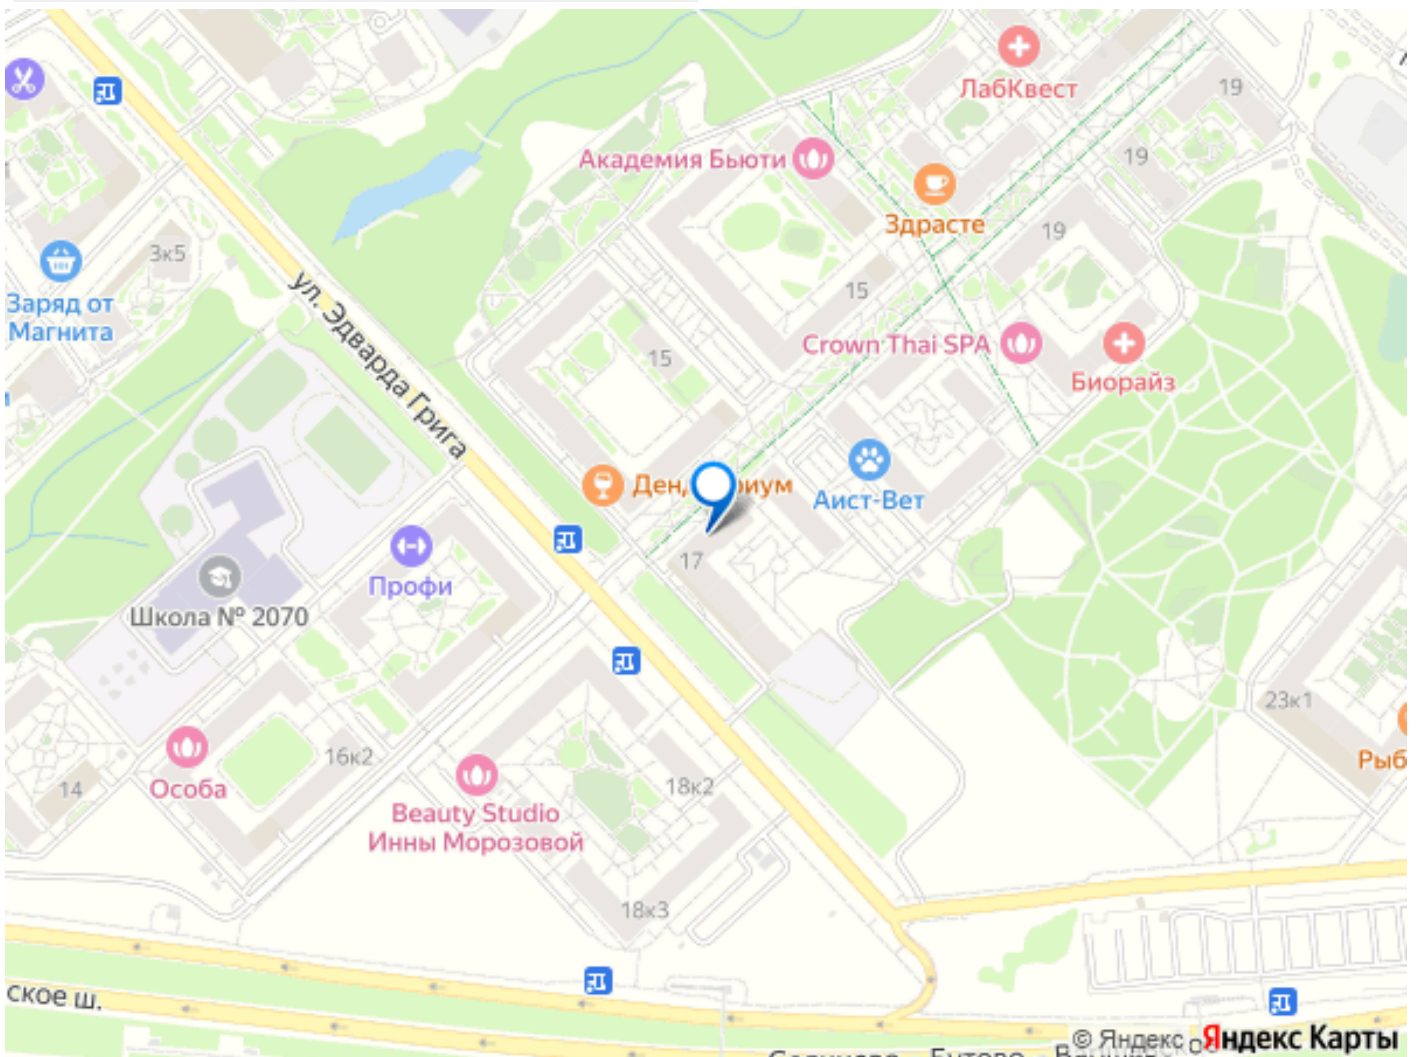 ЛабКвест
19
Академия Бьюти
19
Здрасте
19
3к5
Заряд от
Магнита
ул. Эдварда Грига
15
15
Crown Thai SPA
Биорайз
Аист-Вет
17
Профи
Школа № 2070
23к1
Особа
16к2
14
18к2
Beauty Studio
Инны Морозовой
18к3
ское ш.
© Яндекс
Яндекс Карты